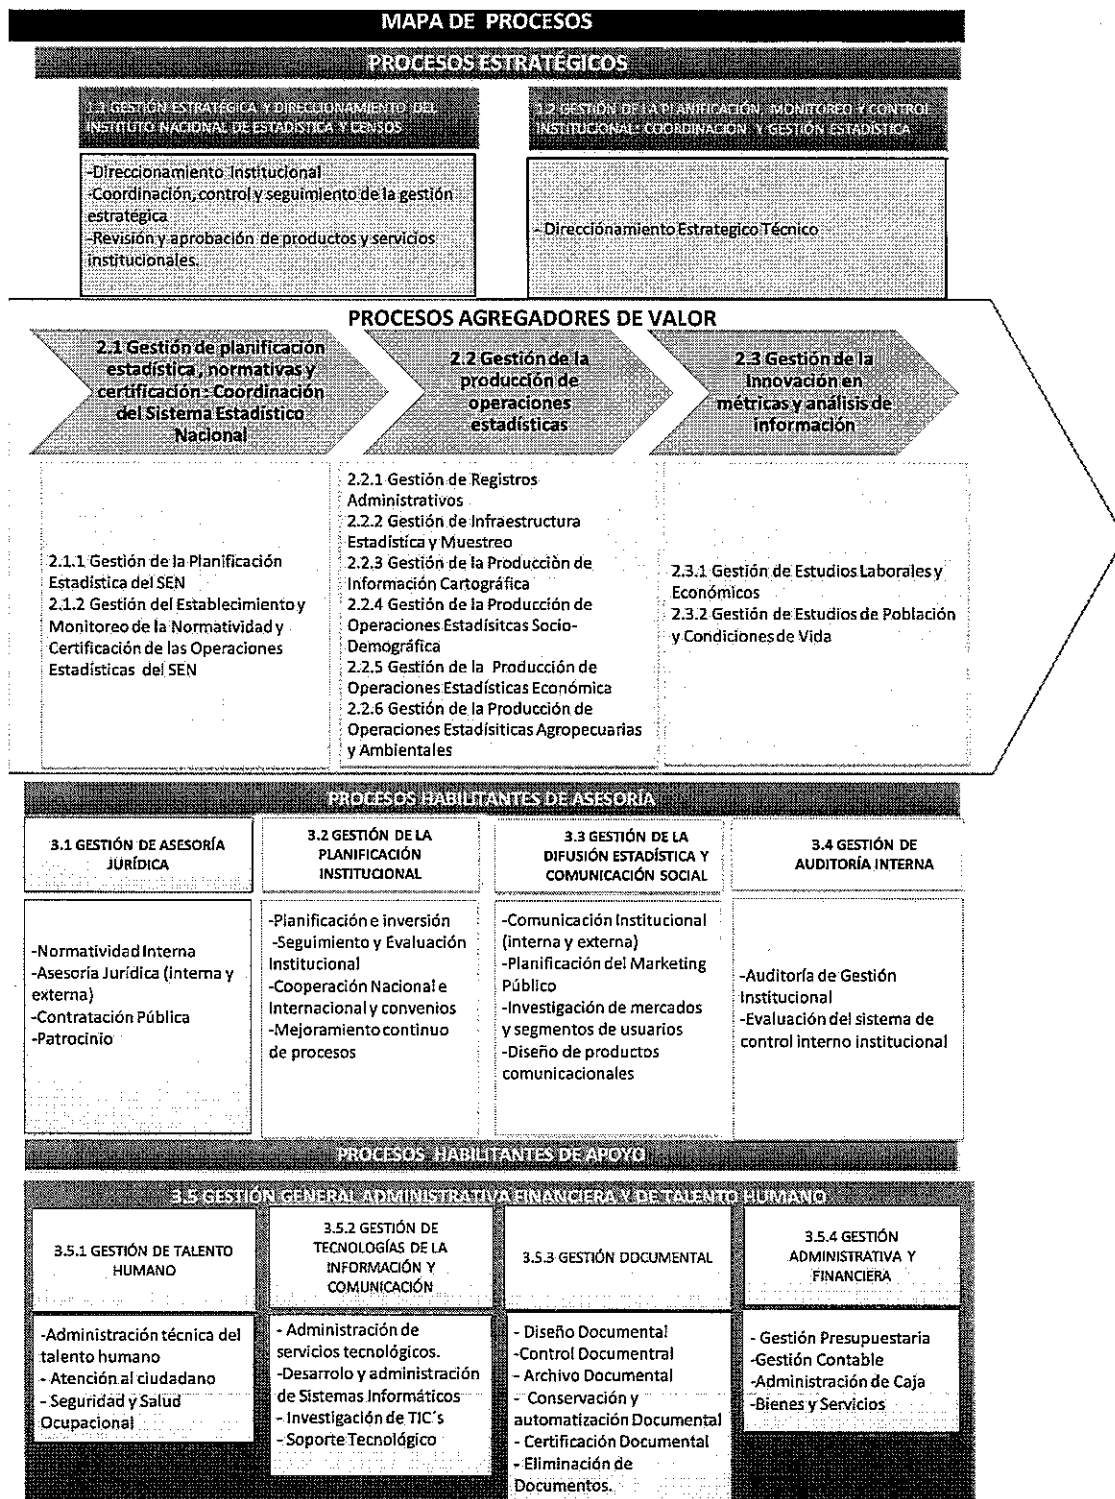 MAPA DE PROCESOS
PROCESOS ESTRATÉGICOS
1.1 GESTIÓN ESTRATÉGICA Y DIRECCIONAMIENTO DEL
INSTITUTO NACIONAL DE ESTADÍSTICA Y CENSOS
-Direccionamiento Institucional
-Coordinación, control y seguimiento de la gestión
estratégica
-Revisión y aprobación de productos y servicios
institucionales.
1.2 GESTIÓN DE LA PLANIFICACIÓN MONITOREO Y CONTROL
INSTITUCIONAL: COORDINACIÓN Y GESTIÓN ESTADÍSTICA
- Direccionamiento Estrategico Técnico
PROCESOS AGREGADORES DE VALOR
2.1 Gestión de planificación
estadística, normativas y
certificación: Coordinación
del Sistema Estadístico
Nacional
2.2 Gestión de la
producción de
operaciones
estadísticas
2.3 Gestión de la
Innovación en
métricas y análisis de
información
2.1.1 Gestión de la Planificación
Estadística del SEN
2.1.2 Gestión del Establecimiento y
Monitoreo de la Normatividad y
Certificación de las Operaciones
Estadísticas del SEN
2.2.1 Gestión de Registros
Administrativos
2.2.2 Gestión de Infraestructura
Estadística y Muestreo
2.2.3 Gestión de la Producción de
Información Cartográfica
2.2.4 Gestión de la Producción de
Operaciones Estadísitcas Socio-
Demográfica
2.2.5 Gestión de la Producción de
Operaciones Estadísticas Económica
2.2.6 Gestión de la Producción de
Operaciones Estadísiticas Agropecuarias
y Ambientales
2.3.1 Gestión de Estudios Laborales y
Económicos
2.3.2 Gestión de Estudios de Población
y Condiciones de Vida
PROCESOS HABILITANTES DE ASESORÍA
3.1 GESTIÓN DE ASESORÍA
JURÍDICA
-Normatividad Interna
-Asesoría Jurídica (interna y
externa)
-Contratación Pública
-Patrocinio
3.2 GESTIÓN DE LA
PLANIFICACIÓN
INSTITUCIONAL
-Planificación e inversión
-Seguimiento y Evaluación
Institucional
-Cooperación Nacional e
Internacional y convenios
-Mejoramiento continuo
de procesos
3.3 GESTIÓN DE LA
DIFUSIÓN ESTADÍSTICA Y
COMUNICACIÓN SOCIAL
-Comunicación Institucional
(interna y externa)
-Planificación del Marketing
Público
-Investigación de mercados
y segmentos de usuarios
-Diseño de productos
comunicacionales
3.4 GESTIÓN DE
AUDITORÍA INTERNA
-Auditoría de Gestión
Institucional
-Evaluación del sistema de
control interno institucional
PROCESOS HABILITANTES DE APOYO
3.5 GESTIÓN GENERAL ADMINISTRATIVA FINANCIERA Y DE TALENTO HUMANO
3.5.1 GESTIÓN DE TALENTO
HUMANO
-Administración técnica del
talento humano
- Atención al ciudadano
- Seguridad y Salud
Ocupacional
3.5.2 GESTIÓN DE
TECNOLOGÍAS DE LA
INFORMACIÓN Y
COMUNICACIÓN
- Administración de
servicios tecnológicos.
-Desarrolo y administración
de Sistemas Informáticos
- Investigación de TIC´s
- Soporte Tecnológico
3.5.3 GESTIÓN DOCUMENTAL
- Diseño Documental
-Control Documentral
- Archivo Documental
- Conservación y
automatización Documental
- Certificación Documental
- Eliminación de
Documentos.
3.5.4 GESTIÓN
ADMINISTRATIVA Y
FINANCIERA
- Gestión Presupuestaria
-Gestión Contable
-Administración de Caja
-Bienes y Servicios